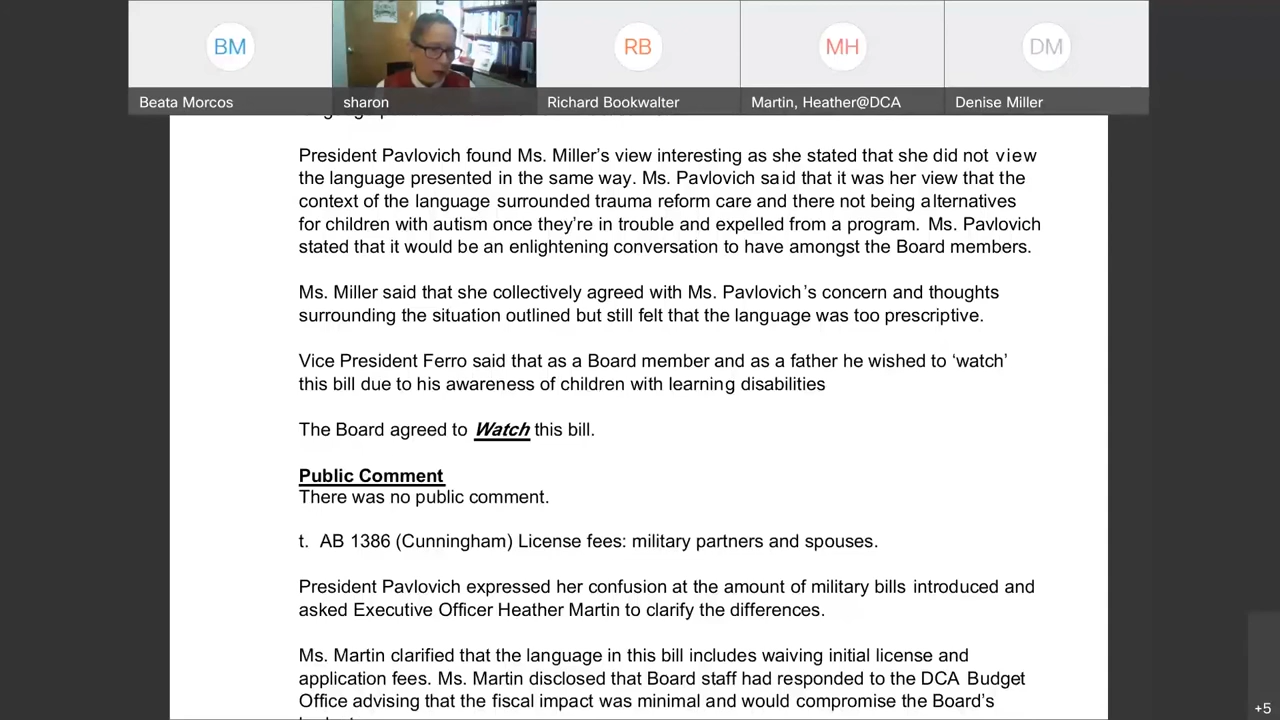 BM
RB
MH
DM
Beata Morcos
sharon
Richard Bookwalter
Martin, Heather@DCA
Denise Miller
President Pavlovich found Ms. Miller’s view interesting as she stated that she did not view
the language presented in the same way. Ms. Pavlovich said that it was her view that the
context of the language surrounded trauma reform care and there not being alternatives
for children with autism once they’re in trouble and expelled from a program. Ms. Pavlovich
stated that it would be an enlightening conversation to have amongst the Board members.
Ms. Miller said that she collectively agreed with Ms. Pavlovich’s concern and thoughts
surrounding the situation outlined but still felt that the language was too prescriptive.
Vice President Ferro said that as a Board member and as a father he wished to ‘watch’
this bill due to his awareness of children with learning disabilities
The Board agreed to Watch this bill.
Public Comment
There was no public comment.
t. AB 1386 (Cunningham) License fees: military partners and spouses.
President Pavlovich expressed her confusion at the amount of military bills introduced and
asked Executive Officer Heather Martin to clarify the differences.
Ms. Martin clarified that the language in this bill includes waiving initial license and
application fees. Ms. Martin disclosed that Board staff had responded to the DCA Budget
Office advising that the fiscal impact was minimal and would compromise the Board’s
+5